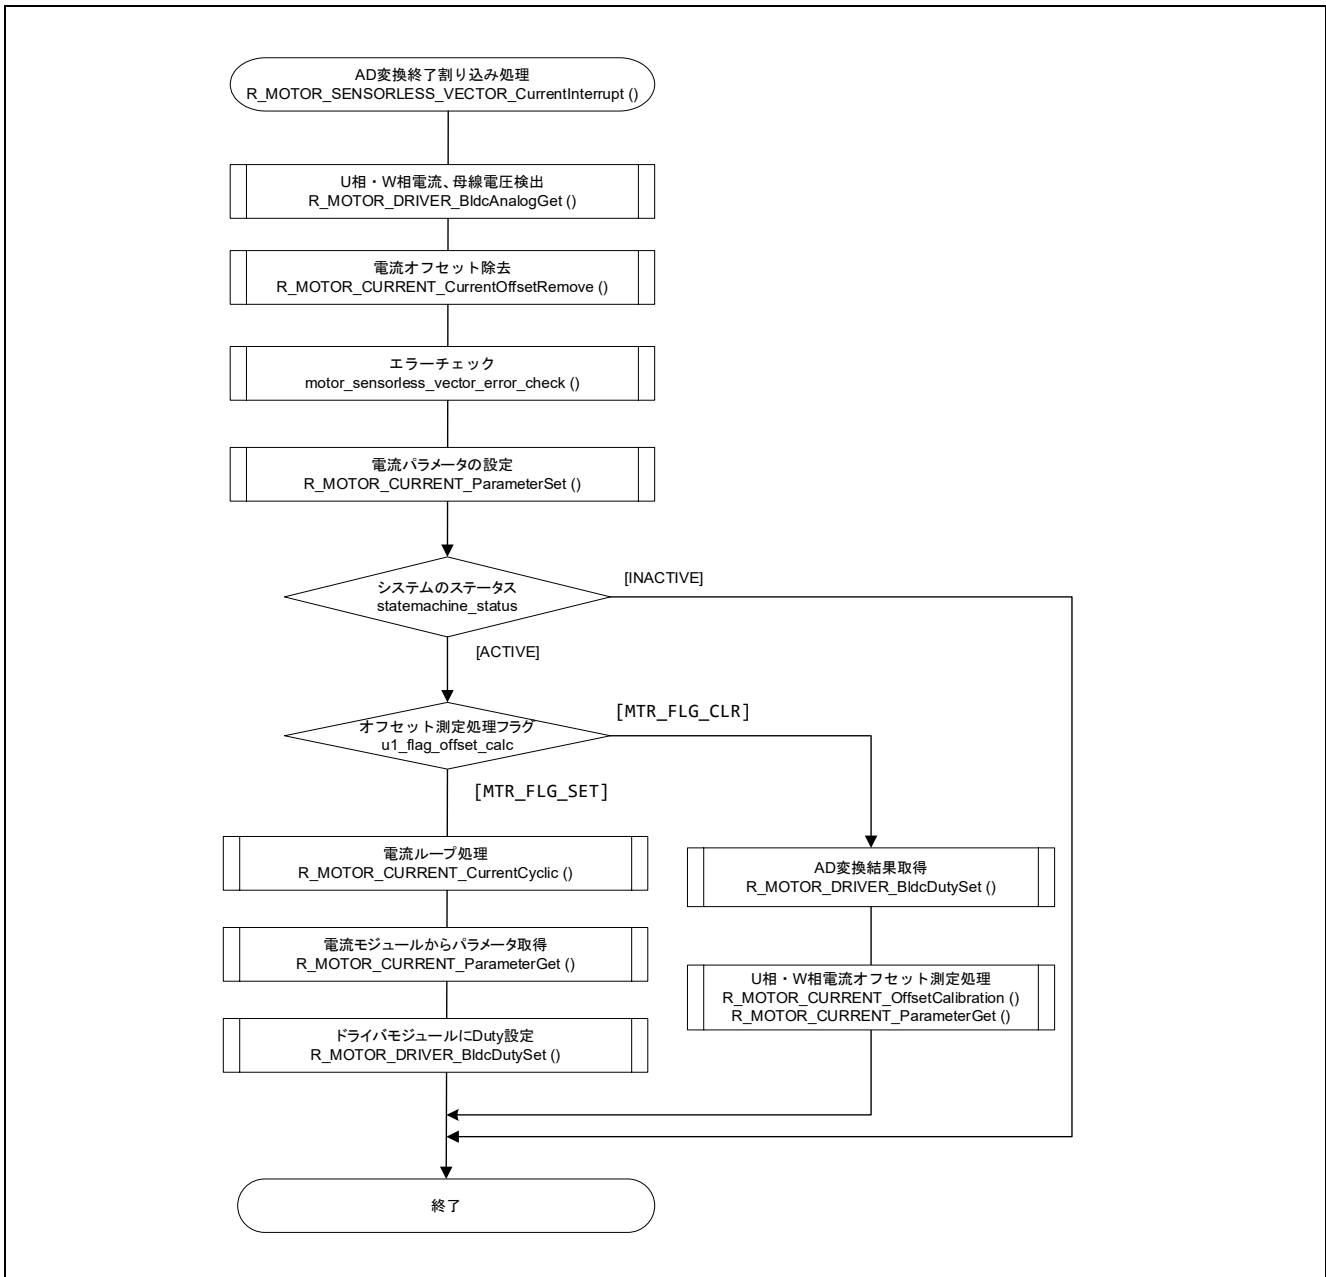 AD変換終了割り込み処理
R_MOTOR_SENSORLESS_VECTOR_CurrentInterrupt ()
U相・W相電流、母線電圧検出
R_MOTOR_DRIVER_BldcAnalogGet ()
電流オフセット除去
R_MOTOR_CURRENT_CurrentOffsetRemove ()
エラーチェック
motor_sensorless_vector_error_check ()
電流パラメータの設定
R_MOTOR_CURRENT_ParameterSet ()
システムのステータス
statemachine_status
[INACTIVE]
[ACTIVE]
オフセット測定処理フラグ
u1_flag_offset_calc
[MTR_FLG_CLR]
[MTR_FLG_SET]
電流ループ処理
R_MOTOR_CURRENT_CurrentCyclic ()
電流モジュールからパラメータ取得
R_MOTOR_CURRENT_ParameterGet ()
ドライバモジュールにDuty設定
R_MOTOR_DRIVER_BldcDutySet ()
AD変換結果取得
R_MOTOR_DRIVER_BldcDutySet ()
U相・W相電流オフセット測定処理
R_MOTOR_CURRENT_OffsetCalibration ()
R_MOTOR_CURRENT_ParameterGet ()
終了